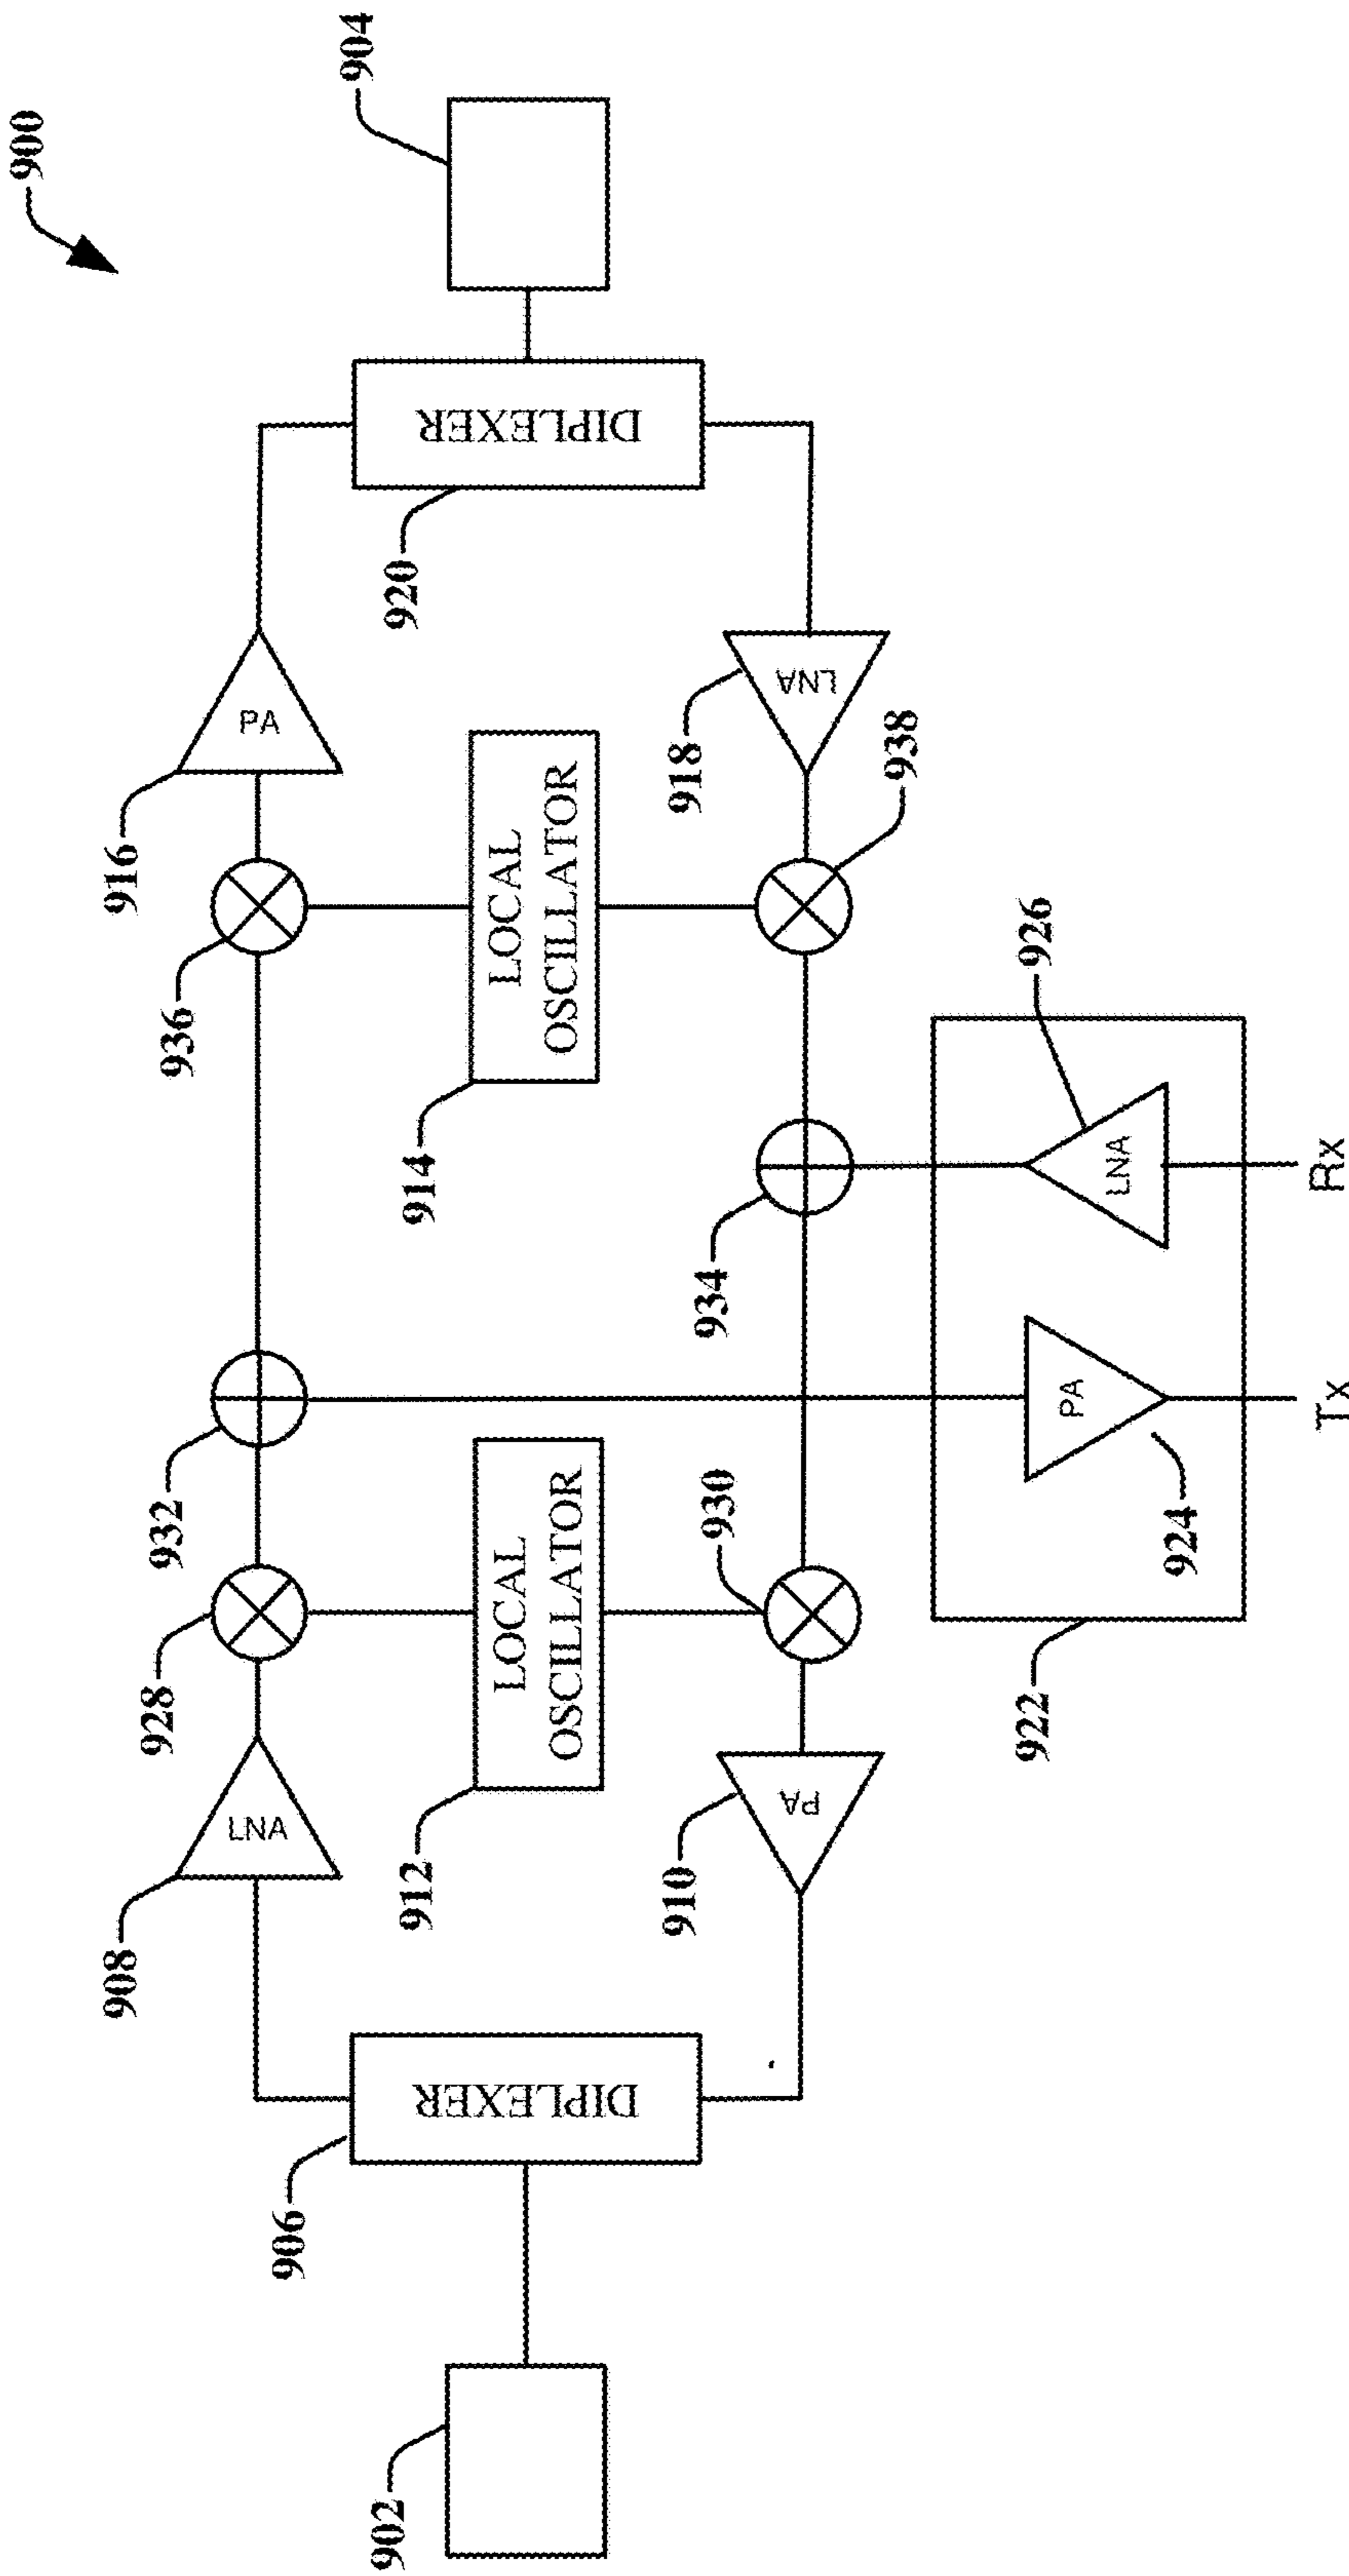 900
904
916
PA
936
932
928
908
LNA
DIPLEXER
920
914
LOCAL
OSCILLATOR
912
LOCAL
OSCILLATOR
906
DIPLEXER
902
918
LNA
938
934
930
910
PA
926
LNA
Rx
PA
924
Tx
922